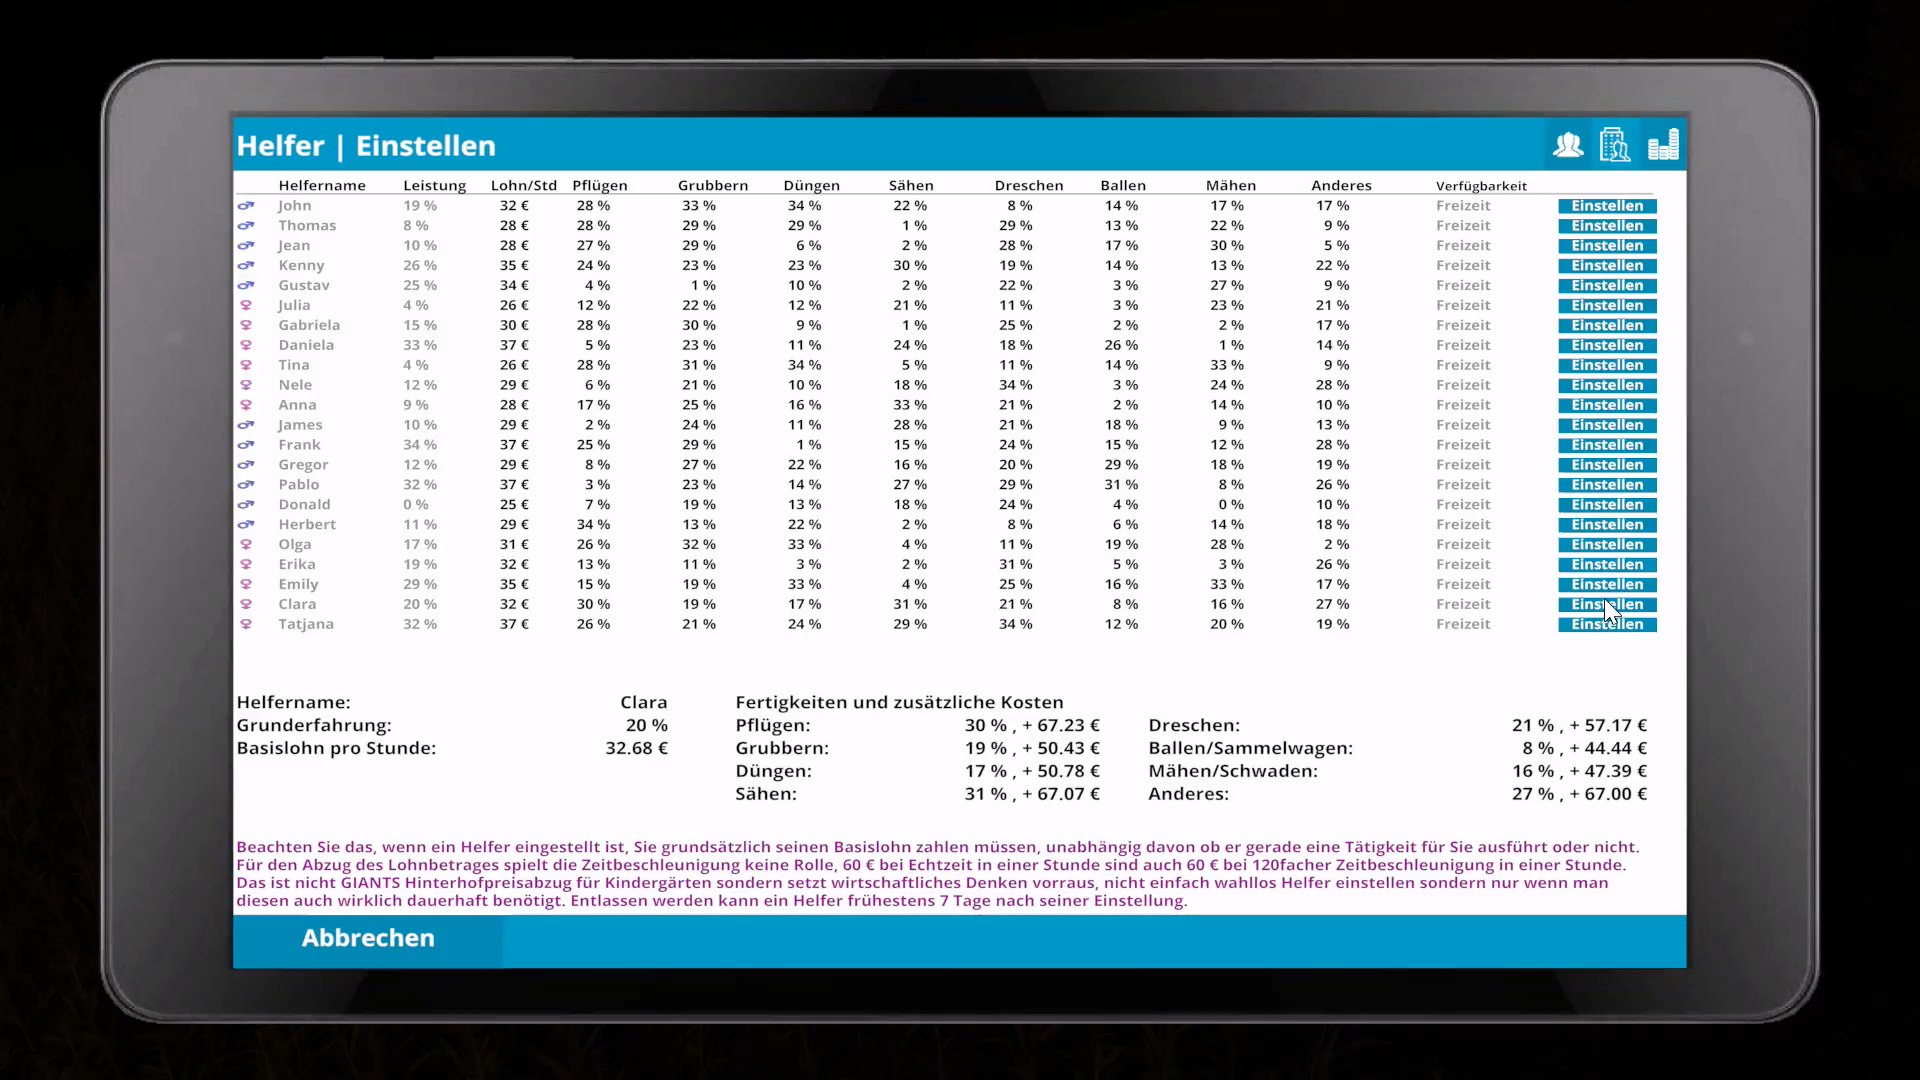 Helfer | Einstellen
Helfername Leistung Lohn/Std Pflügen Grubbern Düngen Sähen Dreschen Ballen Mähen Anderes Verfügbarkeit
John 19 % 32 € 28 % 33 % 34 % 22 % 8 % 14 % 17 % 17 % Freizeit Einstellen
Thomas 8 % 28 € 28 % 29 % 29 % 1 % 29 % 13 % 22 % 9 % Freizeit Einstellen
Jean 10 % 28 € 27 % 29 % 6 % 2 % 28 % 17 % 30 % 5 % Freizeit Einstellen
Kenny 26 % 35 € 24 % 23 % 23 % 30 % 19 % 14 % 13 % 22 % Freizeit Einstellen
Gustav 25 % 34 € 4 % 1 % 10 % 2 % 22 % 3 % 27 % 9 % Freizeit Einstellen
Julia 4 % 26 € 12 % 22 % 12 % 21 % 11 % 3 % 23 % 21 % Freizeit Einstellen
Gabriela 15 % 30 € 28 % 30 % 9 % 1 % 25 % 2 % 2 % 17 % Freizeit Einstellen
Daniela 33 % 37 € 5 % 23 % 11 % 24 % 18 % 26 % 1 % 14 % Freizeit Einstellen
Tina 4 % 26 € 28 % 31 % 34 % 5 % 11 % 14 % 33 % 9 % Freizeit Einstellen
Nele 12 % 29 € 6 % 21 % 10 % 18 % 34 % 3 % 24 % 28 % Freizeit Einstellen
Anna 9 % 28 € 17 % 25 % 16 % 33 % 21 % 2 % 14 % 10 % Freizeit Einstellen
James 10 % 29 € 2 % 24 % 11 % 28 % 21 % 18 % 9 % 13 % Freizeit Einstellen
Frank 34 % 37 € 25 % 29 % 1 % 15 % 24 % 15 % 12 % 28 % Freizeit Einstellen
Gregor 12 % 29 € 8 % 27 % 22 % 16 % 20 % 29 % 18 % 19 % Freizeit Einstellen
Pablo 32 % 37 € 3 % 23 % 14 % 27 % 29 % 31 % 8 % 26 % Freizeit Einstellen
Donald 0 % 25 € 7 % 19 % 13 % 18 % 24 % 4 % 0 % 10 % Freizeit Einstellen
Herbert 11 % 29 € 34 % 13 % 22 % 2 % 8 % 6 % 14 % 18 % Freizeit Einstellen
Olga 17 % 31 € 26 % 32 % 33 % 4 % 11 % 19 % 28 % 2 % Freizeit Einstellen
Erika 19 % 32 € 13 % 11 % 3 % 2 % 31 % 5 % 3 % 26 % Freizeit Einstellen
Emily 29 % 35 € 15 % 19 % 33 % 4 % 25 % 16 % 33 % 17 % Freizeit Einstellen
Clara 20 % 32 € 30 % 19 % 17 % 31 % 21 % 8 % 16 % 27 % Freizeit Einstellen
Tatjana 32 % 37 € 26 % 21 % 24 % 29 % 34 % 12 % 20 % 19 % Freizeit Einstellen
Helfername: Clara Fertigkeiten und zusätzliche Kosten
Grunderfahrung: 20 % Pflügen: 30 % , + 67.23 € Dreschen: 21 % , + 57.17 €
Basislohn pro Stunde: 32.68 € Grubbern: 19 % , + 50.43 € Ballen/Sammelwagen: 8 % , + 44.44 €
Düngen: 17 % , + 50.78 € Mähen/Schwaden: 16 % , + 47.39 €
Sähen: 31 % , + 67.07 € Anderes: 27 % , + 67.00 €
Beachten Sie das, wenn ein Helfer eingestellt ist, Sie grundsätzlich seinen Basislohn zahlen müssen, unabhängig davon ob er gerade eine Tätigkeit für Sie ausführt oder nicht.
Für den Abzug des Lohnbetrages spielt die Zeitbeschleunigung keine Rolle, 60 € bei Echtzeit in einer Stunde sind auch 60 € bei 120facher Zeitbeschleunigung in einer Stunde.
Das ist nicht GIANTS Hinterhofpreisabzug für Kindergärten sondern setzt wirtschaftliches Denken vorraus, nicht einfach wahllos Helfer einstellen sondern nur wenn man
diesen auch wirklich dauerhaft benötigt. Entlassen werden kann ein Helfer frühestens 7 Tage nach seiner Einstellung.
Abbrechen